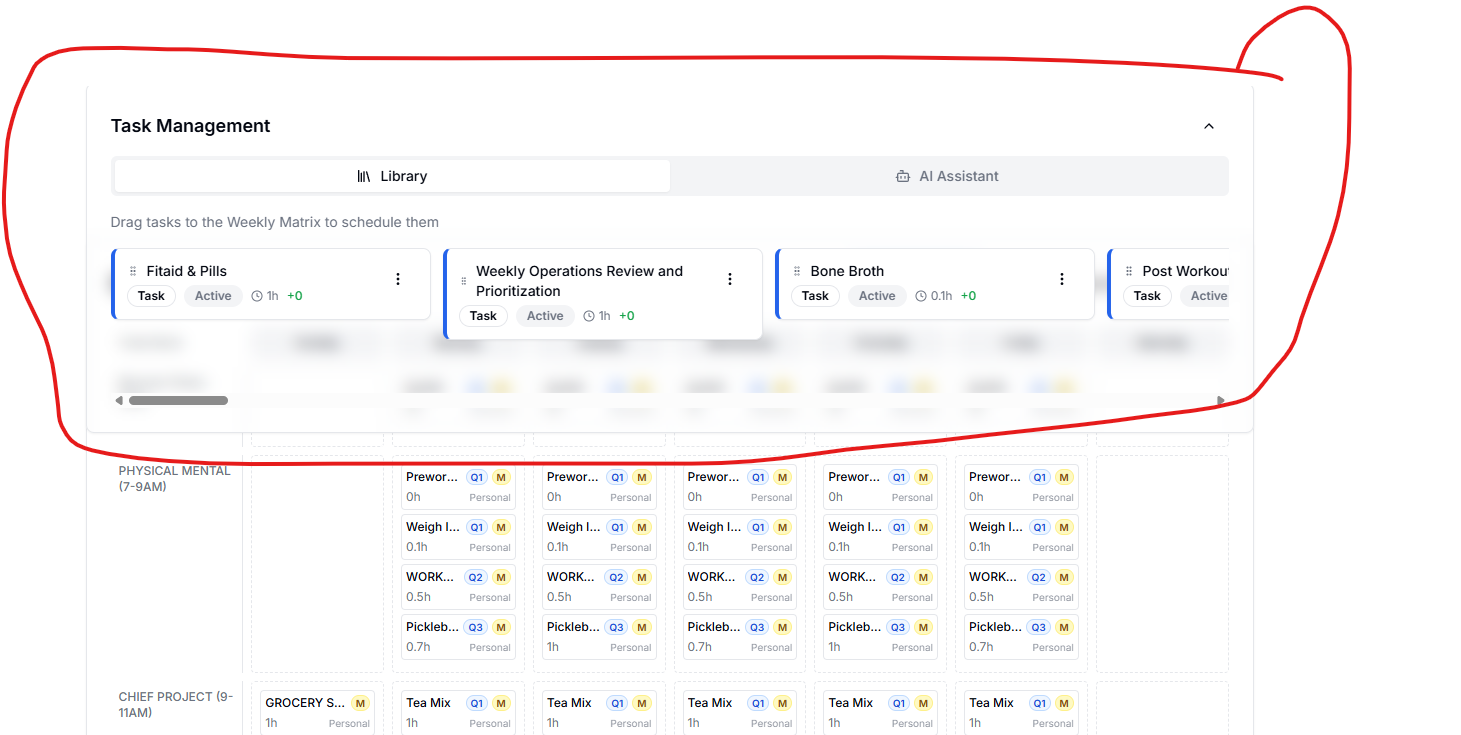 Task Management
Library AI Assistant
Drag tasks to the Weekly Matrix to schedule them
Fitaid & Pills
Task Active 1h +0
Weekly Operations Review and
Prioritization
Task Active 1h +0
Bone Broth
Task Active 0.1h +0
Post Workou
Task Active
PHYSICAL MENTAL
(7-9AM)
Prewor... Q1 M Prewor... Q1 M Prewor... Q1 M Prewor... Q1 M Prewor... Q1 M
0h Personal 0h Personal 0h Personal 0h Personal 0h Personal
Weigh I... Q1 M Weigh I... Q1 M Weigh I... Q1 M Weigh I... Q1 M Weigh I... Q1 M
0.1h Personal 0.1h Personal 0.1h Personal 0.1h Personal 0.1h Personal
WORK... Q2 M WORK... Q2 M WORK... Q2 M WORK... Q2 M WORK... Q2 M
0.5h Personal 0.5h Personal 0.5h Personal 0.5h Personal 0.5h Personal
Pickleb... Q3 M Pickleb... Q3 M Pickleb... Q3 M Pickleb... Q3 M Pickleb... Q3 M
0.7h Personal 1h Personal 0.7h Personal 1h Personal 0.7h Personal
CHIEF PROJECT (9-
11AM)
GROCERY S... M Tea Mix Q1 M Tea Mix Q1 M Tea Mix Q1 M Tea Mix Q1 M Tea Mix Q1 M
1h Personal 1h Personal 1h Personal 1h Personal 1h Personal 1h Personal